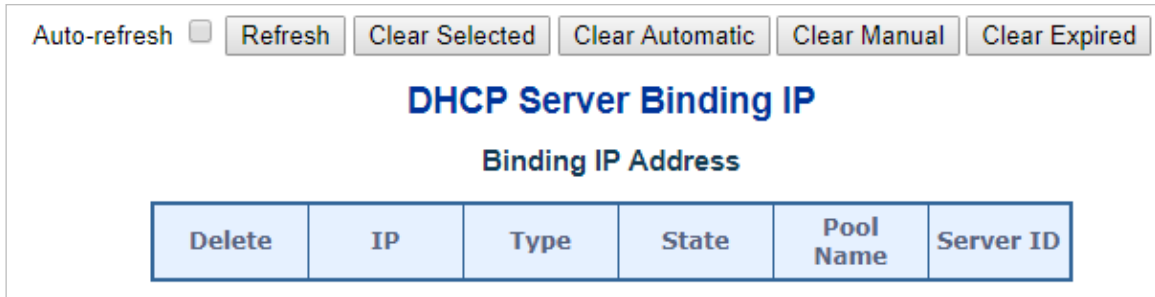 Auto-refresh Refresh Clear Selected Clear Automatic Clear Manual Clear Expired
DHCP Server Binding IP
Binding IP Address
Delete IP Type State Pool Name Server ID